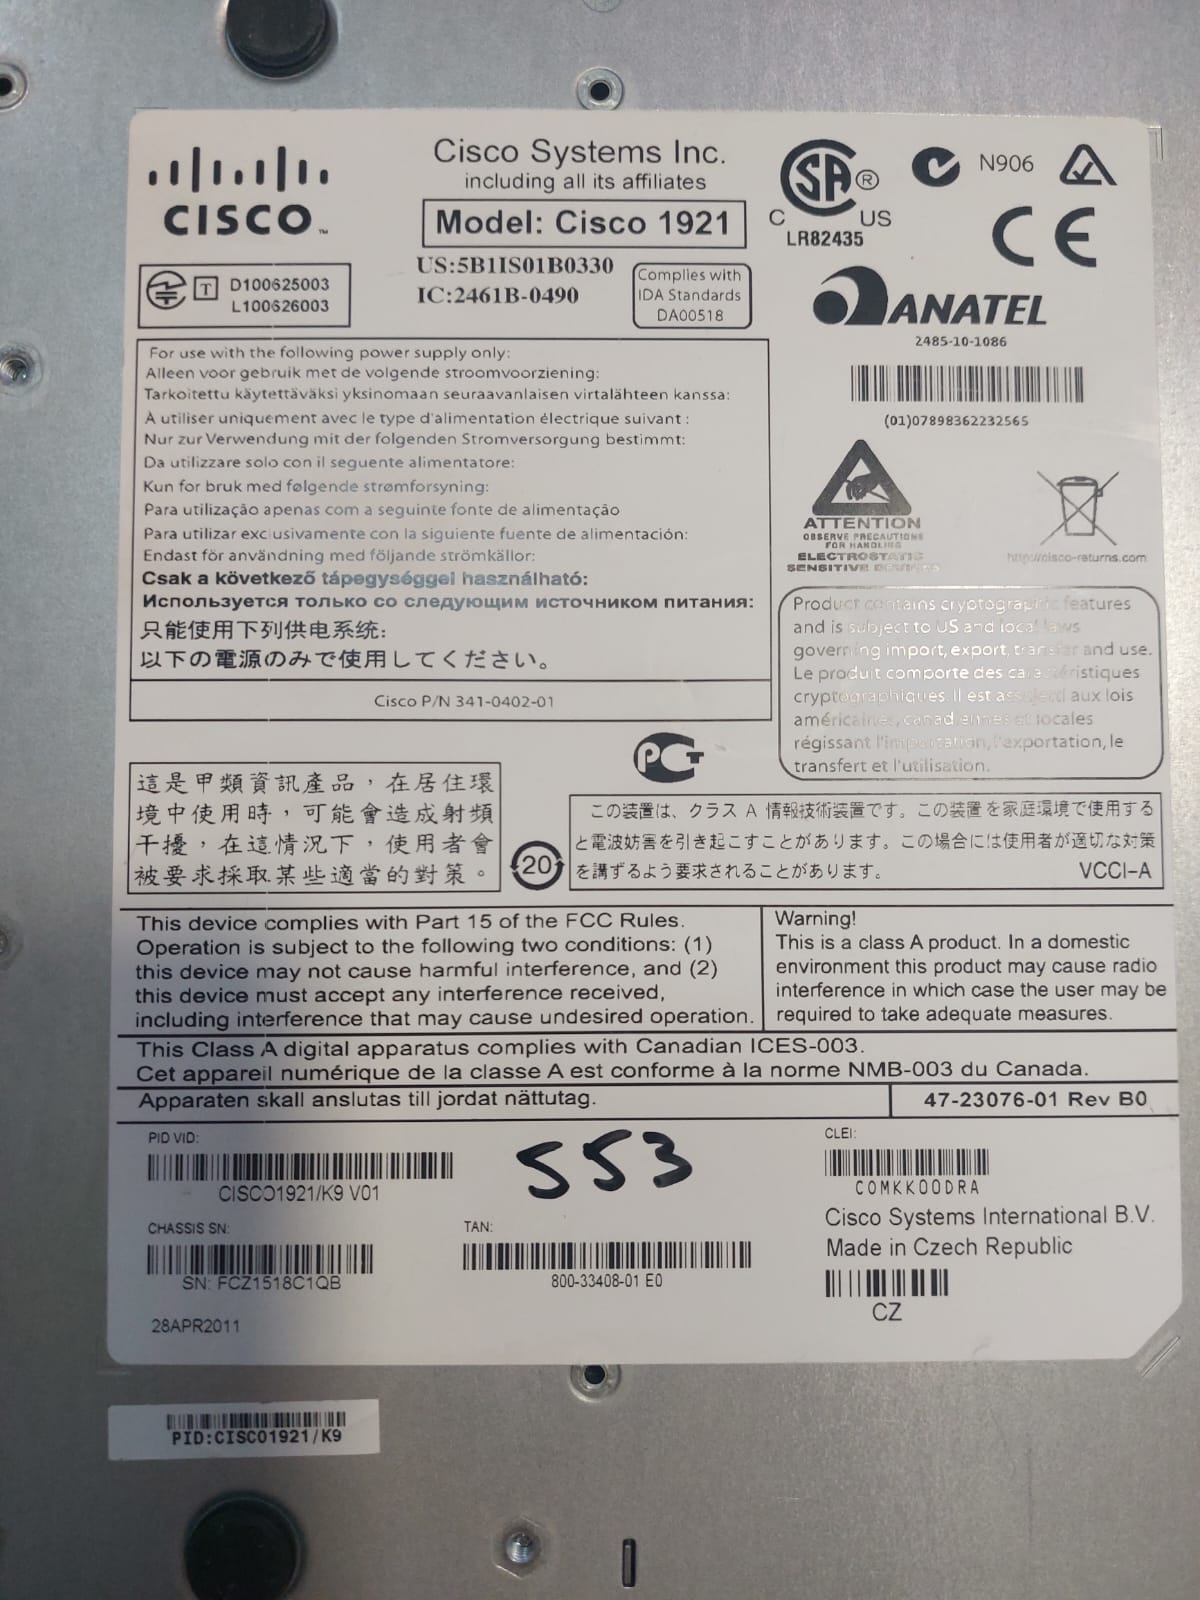 CISCO™
Cisco Systems Inc.
including all its affiliates
Model: Cisco 1921
US:5B1IS01B0330
IC:2461B-0490
Complies with
IDA Standards
DA00518
T D100625003
L100626003
SA®
C US
LR82435
N906
CE
ANATEL
2485-10-1086
(01)07898362232565
For use with the following power supply only:
Alleen voor gebruik met de volgende stroomvoorziening:
Tarkoitettu käytettäväksi yksinomaan seuraavanlaisen virtalähteen kanssa:
À utiliser uniquement avec le type d'alimentation électrique suivant :
Nur zur Verwendung mit der folgenden Stromversorgung bestimmt:
Da utilizzare solo con il seguente alimentatore:
Kun for bruk med følgende strømforsyning:
Para utilização apenas com a seguinte fonte de alimentação
Para utilizar exclusivamente con la siguiente fuente de alimentación:
Endast för användning med följande strömkällor:
Csak a következő tápegységgel használható:
Используется только со следующим источником питания:
只能使用下列供电系统:
以下の電源のみで使用してください。
Cisco P/N 341-0402-01
ATTENTION
OBSERVE PRECAUTIONS
FOR HANDLING
ELECTROSTATIC
SENSITIVE DEVICES
http://cisco-returns.com
Product contains cryptographic features
and is subject to US and local laws
governing import, export, transfer and use.
Le produit comporte des caractéristiques
cryptographiques. Il est assujetti aux lois
américaines, canadiennes et locales
régissant l'importation, l'exportation, le
transfert et l'utilisation.
PCT
這是甲類資訊產品，在居住環
境中使用時，可能會造成射頻
干擾，在這情況下，使用者會
被要求採取某些適當的對策。
20
この装置は、クラス A 情報技術装置です。この装置を家庭環境で使用する
と電波妨害を引き起こすことがあります。この場合には使用者が適切な対策
を講ずるよう要求されることがあります。 VCCI-A
This device complies with Part 15 of the FCC Rules.
Operation is subject to the following two conditions: (1)
this device may not cause harmful interference, and (2)
this device must accept any interference received,
including interference that may cause undesired operation.
Warning!
This is a class A product. In a domestic
environment this product may cause radio
interference in which case the user may be
required to take adequate measures.
This Class A digital apparatus complies with Canadian ICES-003.
Cet appareil numérique de la classe A est conforme à la norme NMB-003 du Canada.
Apparaten skall anslutas till jordat nättutag.
47-23076-01 Rev B0
PID VID:
CISCO1921/K9 V01
553
CLEI:
COMKK00DRA
CHASSIS SN:
SN: FCZ1518C1QB
TAN:
800-33408-01 E0
Cisco Systems International B.V.
Made in Czech Republic
CZ
28APR2011
PID:CISCO1921/K9